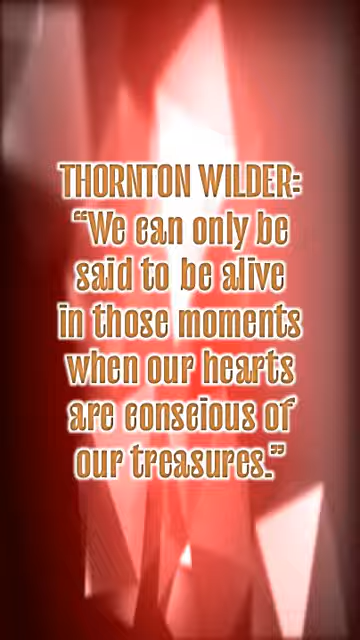 THORNTON WILDER:
“We can only be
said to be alive
in those moments
when our hearts
are conscious of
our treasures.”